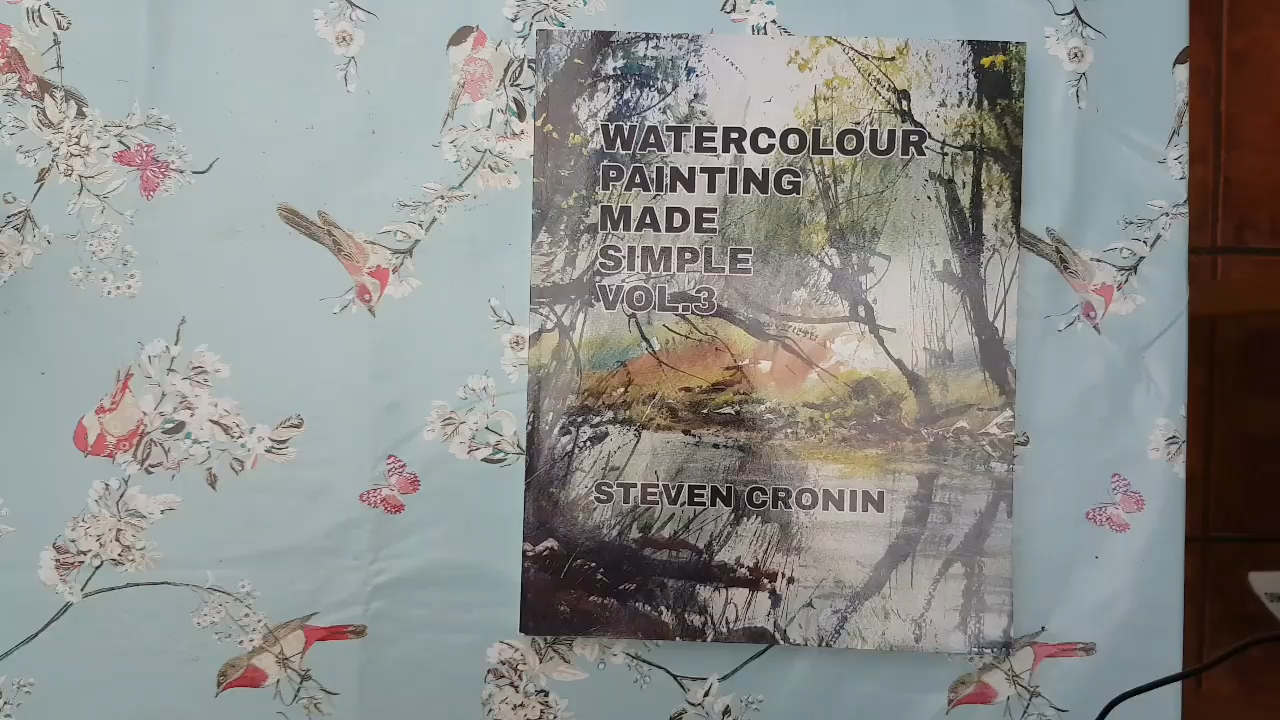 WATERCOLOUR
PAINTING
MADE
SIMPLE
VOL.3
STEVEN CRONIN